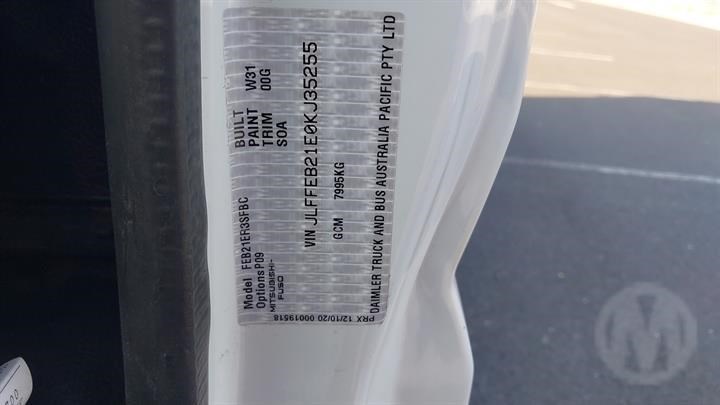 Model FEB21ER3SFBC BUILT
Options P09 PAINT W31
MITSUBISHI- TRIM 00G
FUSO SOA
VIN JLFFEB21E0KJ35255
GCM 7995KG
DAIMLER TRUCK AND BUS AUSTRALIA PACIFIC PTY LTD
PRX 12/10/20 00019518
M